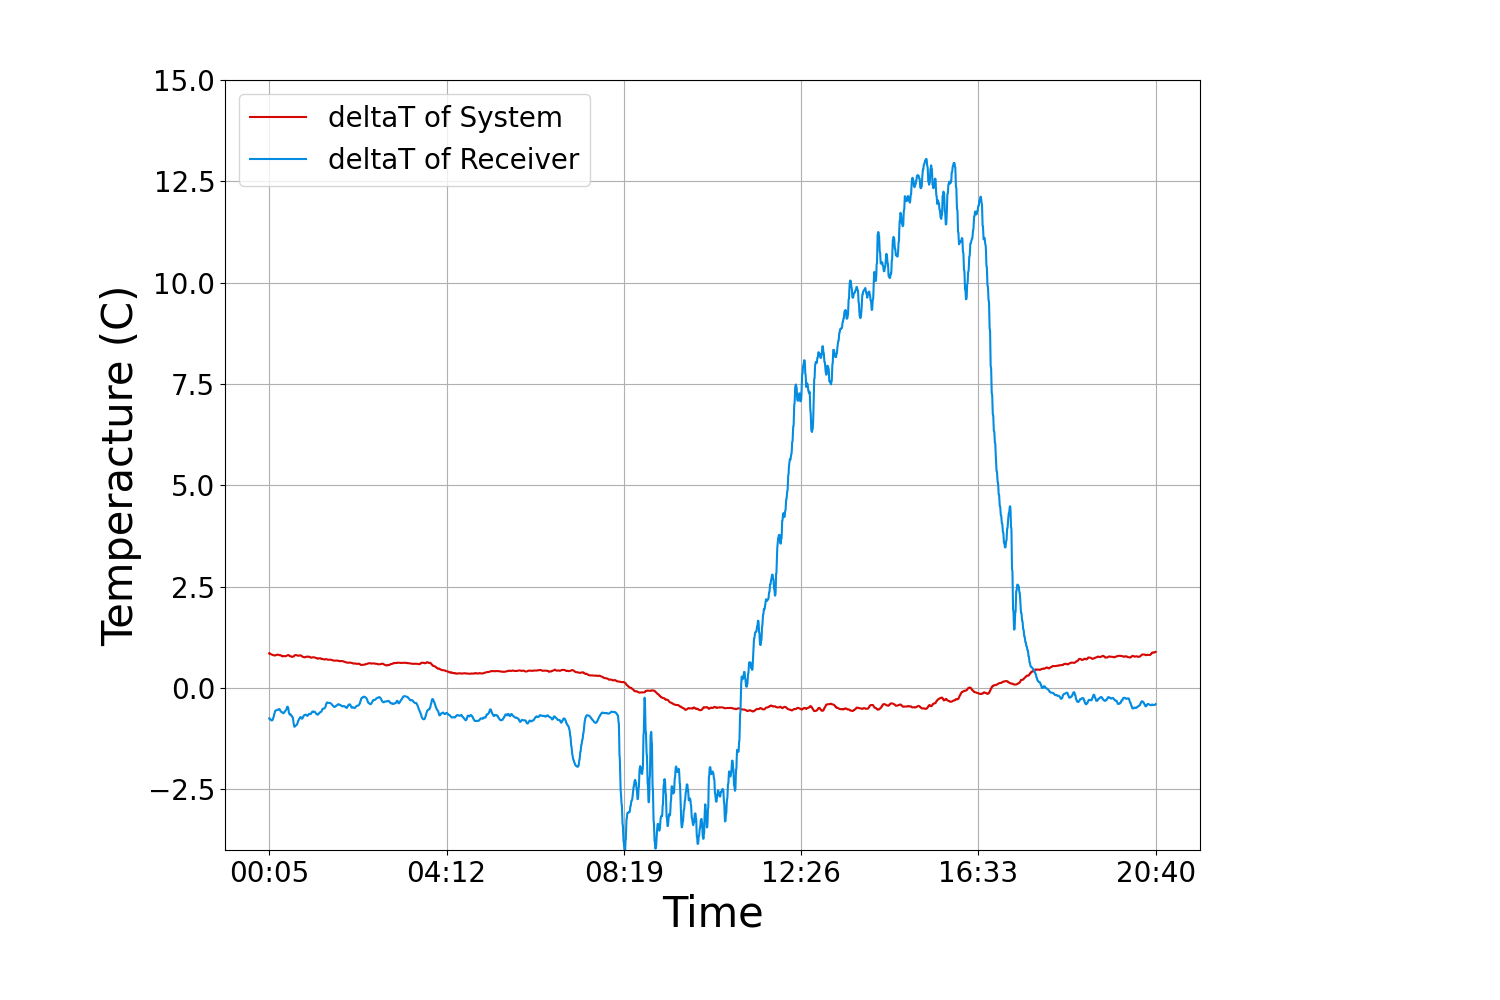 15.0
12.5
10.0
7.5
5.0
2.5
0.0
−2.5
Temperacture (C)
deltaT of System
deltaT of Receiver
00:05 04:12 08:19 12:26 16:33 20:40
Time